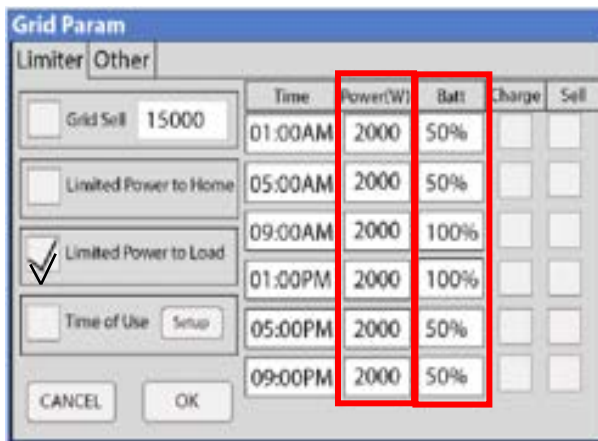 Grid Param
Limiter Other
Grid Sell 15000
Limited Power to Home
Limited Power to Load
Time of Use Setup
CANCEL OK
Time Power(W) Batt Charge Sell
01:00AM 2000 50%
05:00AM 2000 50%
09:00AM 2000 100%
01:00PM 2000 100%
05:00PM 2000 50%
09:00PM 2000 50%